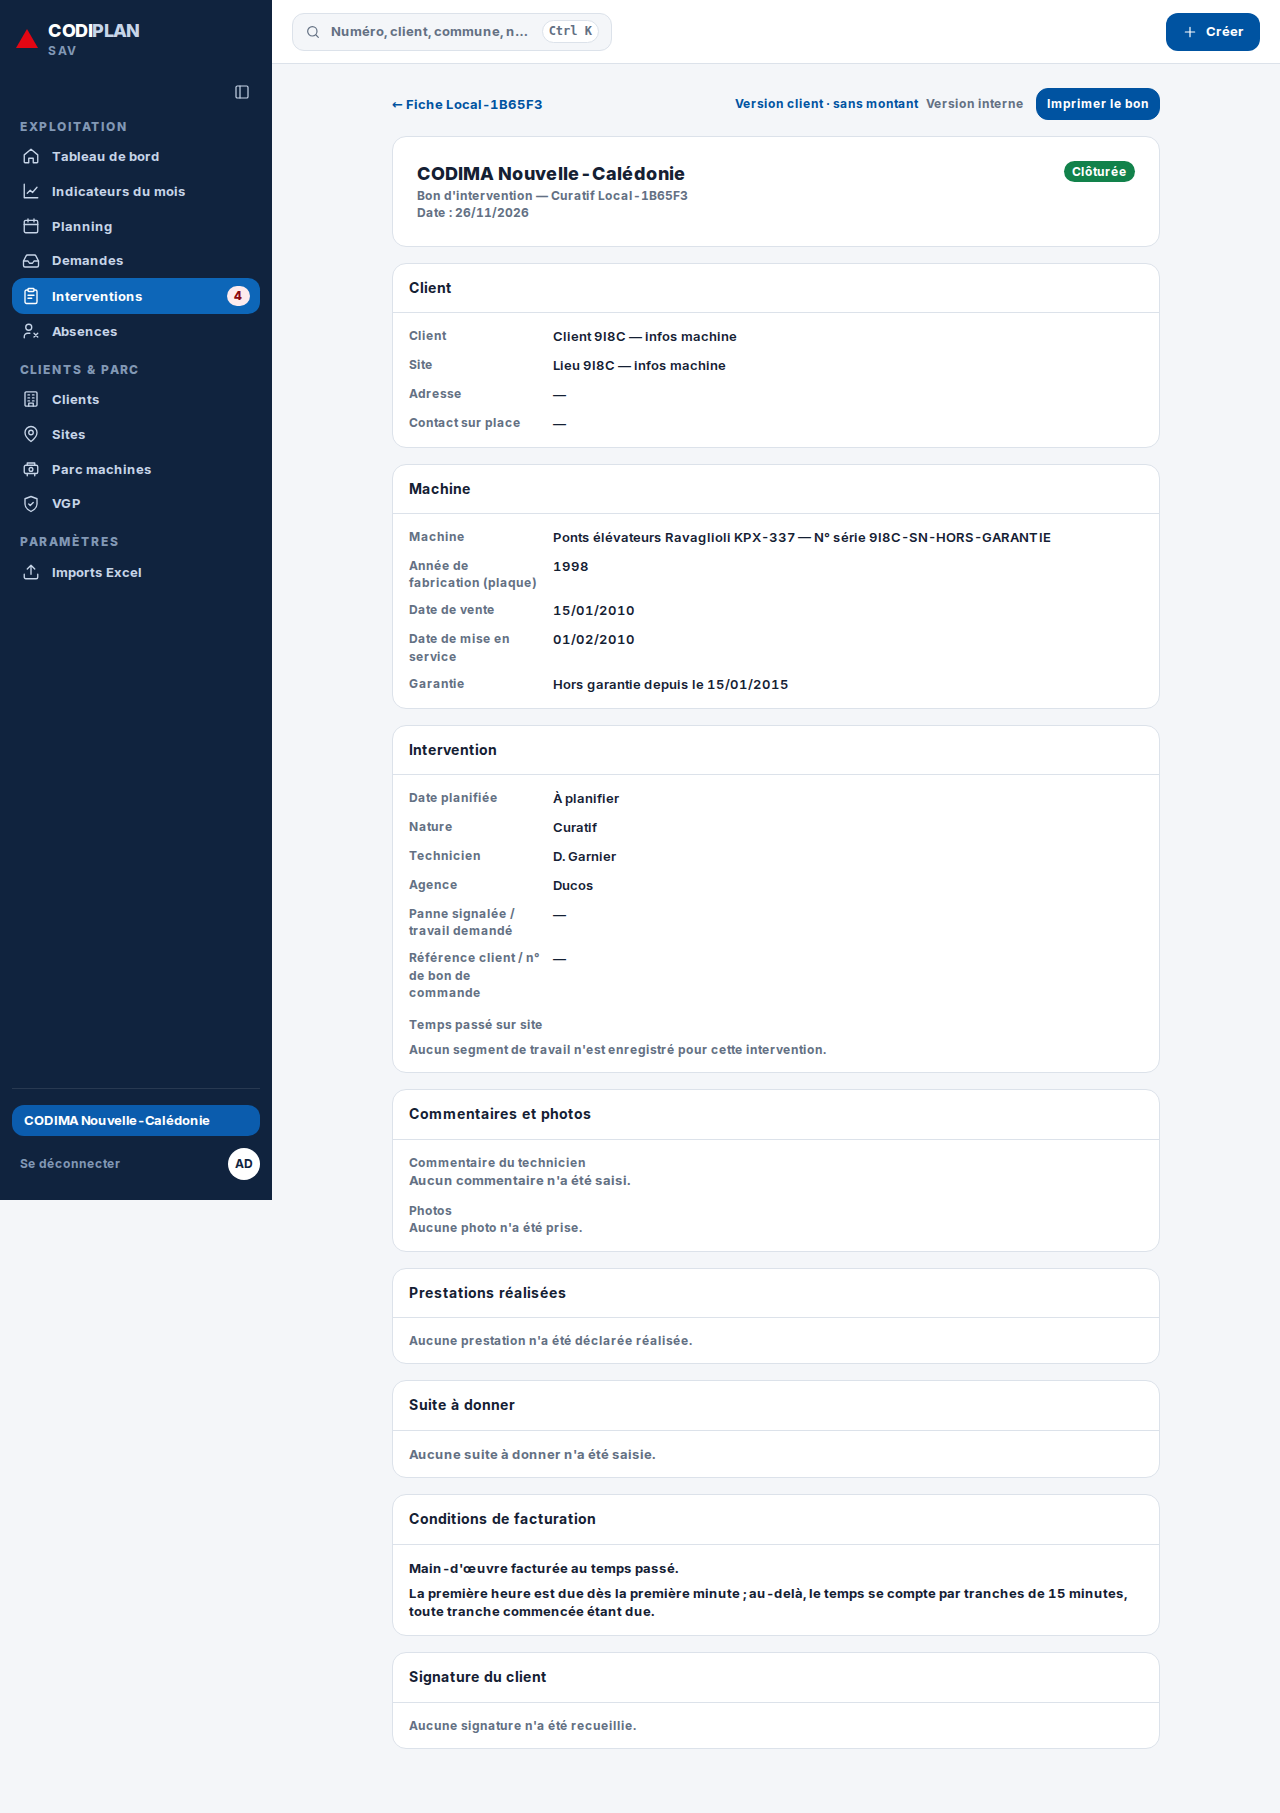 CODIPLAN
SAV
EXPLOITATION
Tableau de bord
Indicateurs du mois
Planning
Demandes
Interventions 4
Absences
CLIENTS & PARC
Clients
Sites
Parc machines
VGP
PARAMÈTRES
Imports Excel
CODIMA Nouvelle-Calédonie
Se déconnecter AD
Numéro, client, commune, n… Ctrl K
Créer
← Fiche Local-1B65F3 Version client · sans montant Version interne Imprimer le bon
CODIMA Nouvelle-Calédonie Clôturée
Bon d'intervention — Curatif Local-1B65F3
Date : 26/11/2026
Client
Client Client 9I8C — infos machine
Site Lieu 9I8C — infos machine
Adresse —
Contact sur place —
Machine
Machine Ponts élévateurs Ravaglioli KPX-337 — N° série 9I8C-SN-HORS-GARANTIE
Année de 1998
fabrication (plaque)
Date de vente 15/01/2010
Date de mise en 01/02/2010
service
Garantie Hors garantie depuis le 15/01/2015
Intervention
Date planifiée À planifier
Nature Curatif
Technicien D. Garnier
Agence Ducos
Panne signalée / —
travail demandé
Référence client / n° —
de bon de
commande
Temps passé sur site
Aucun segment de travail n'est enregistré pour cette intervention.
Commentaires et photos
Commentaire du technicien
Aucun commentaire n'a été saisi.
Photos
Aucune photo n'a été prise.
Prestations réalisées
Aucune prestation n'a été déclarée réalisée.
Suite à donner
Aucune suite à donner n'a été saisie.
Conditions de facturation
Main-d'œuvre facturée au temps passé.
La première heure est due dès la première minute ; au-delà, le temps se compte par tranches de 15 minutes,
toute tranche commencée étant due.
Signature du client
Aucune signature n'a été recueillie.